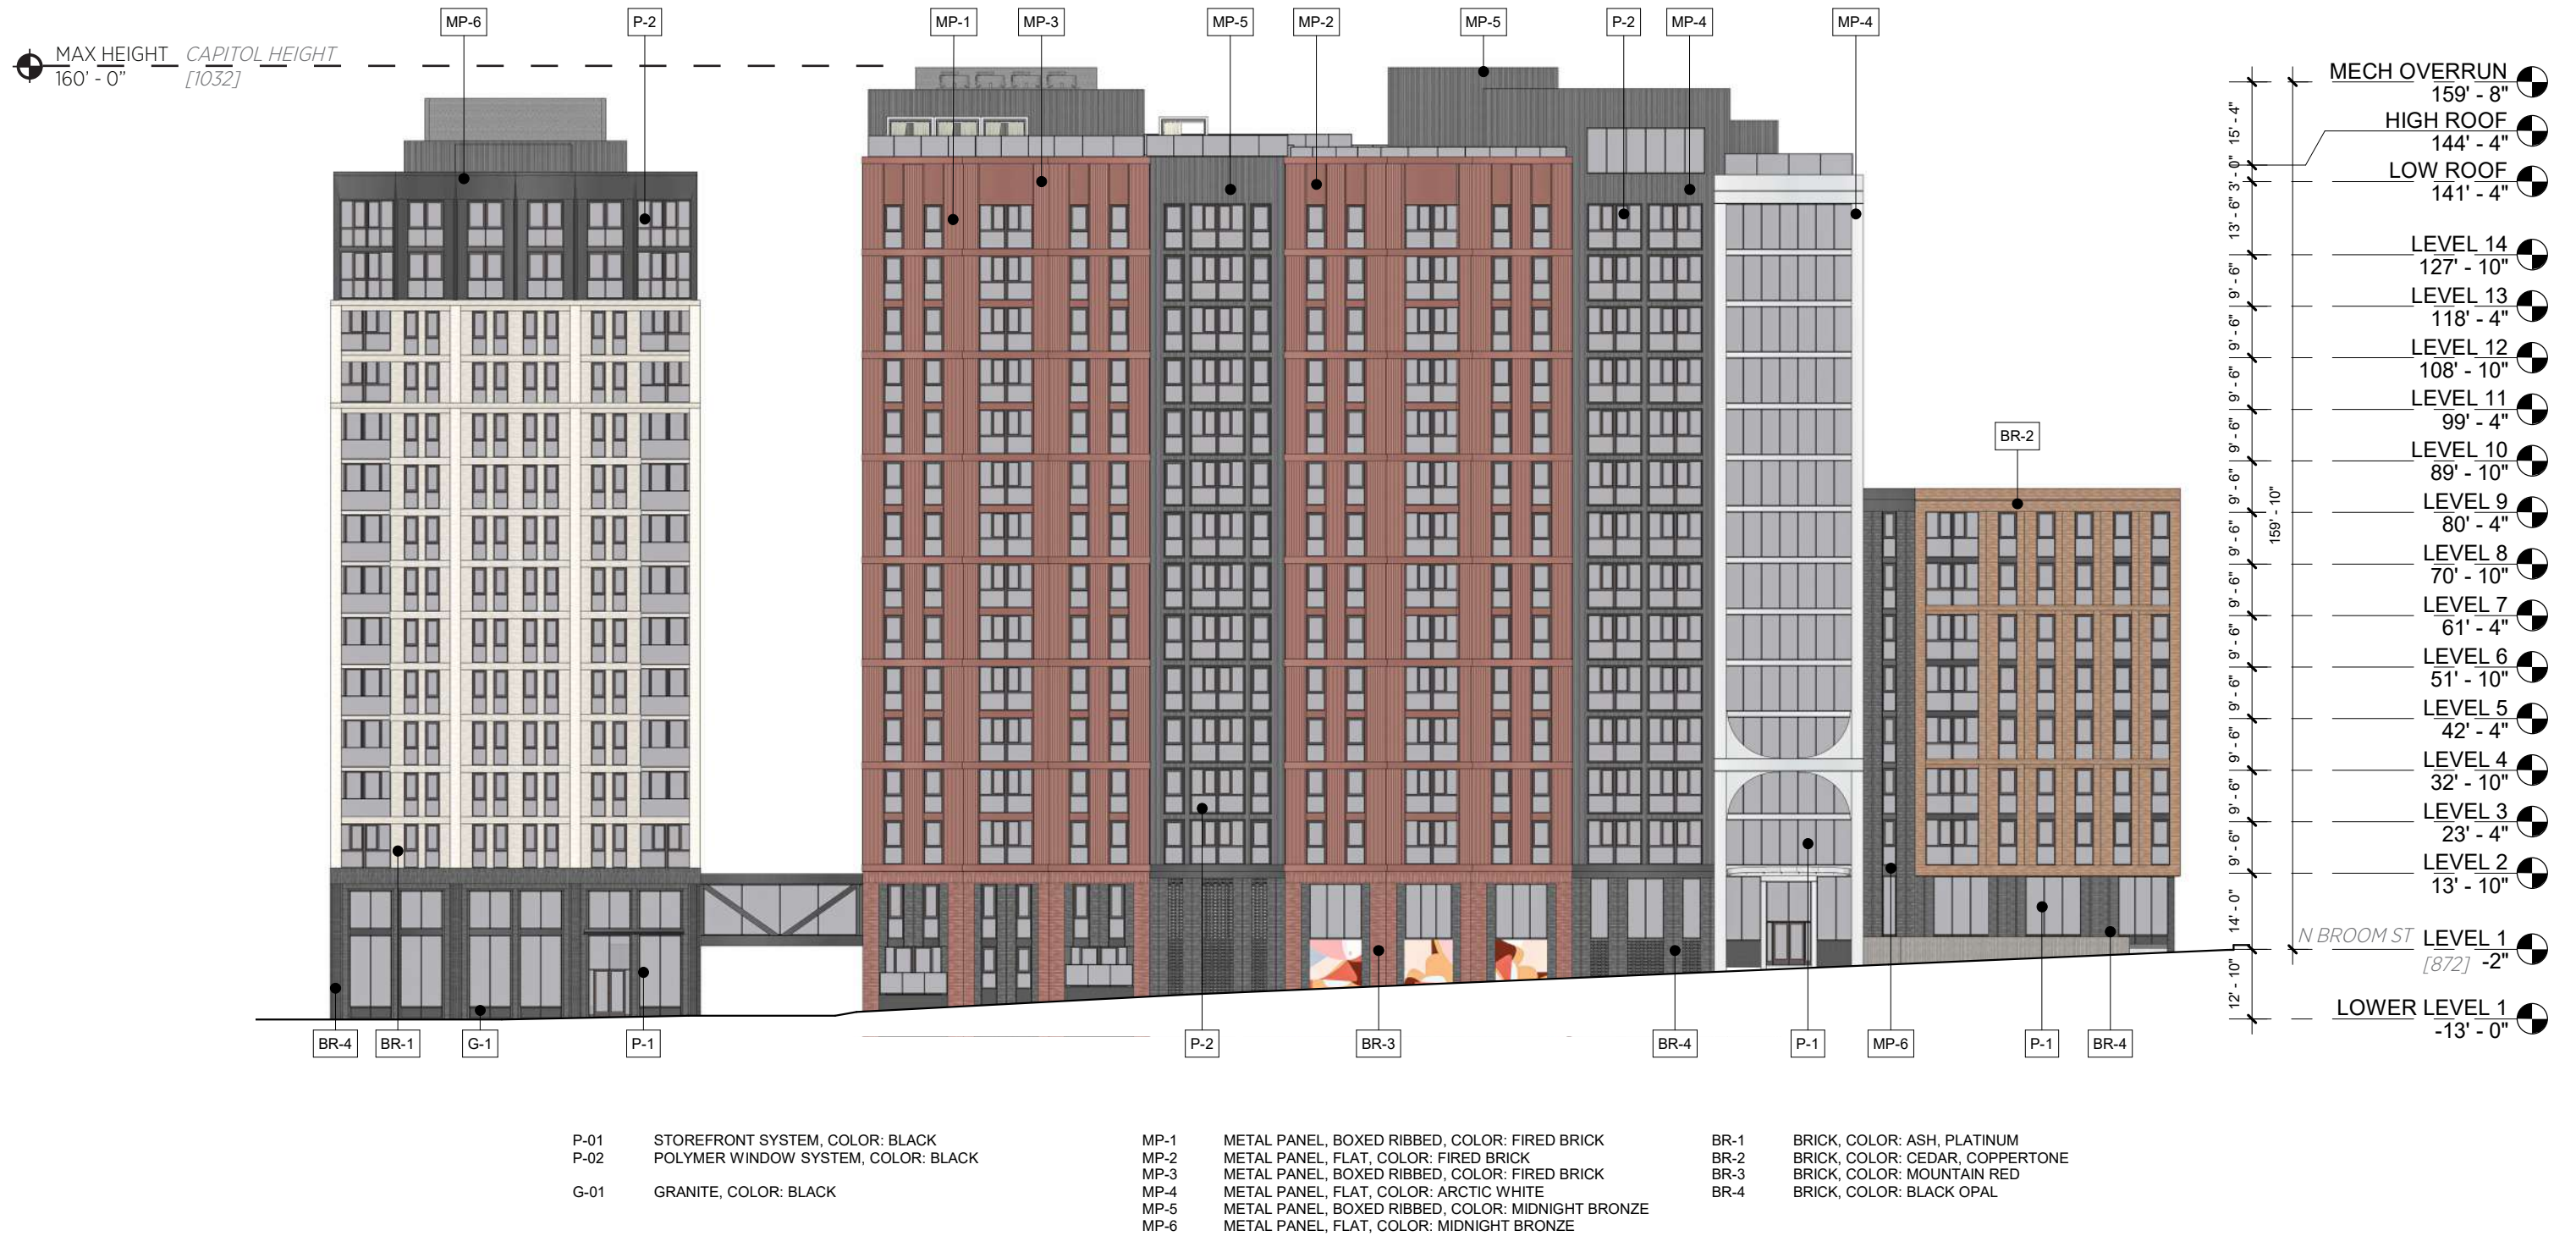 MP-6
P-2
MP-1
MP-3
MP-5
MP-2
MP-5
P-2
MP-4
MP-4
MAX HEIGHT CAPITOL HEIGHT
160' - 0" [1032]
MECH OVERRUN
159' - 8"
HIGH ROOF
144' - 4"
LOW ROOF
141' - 4"
LEVEL 14
127' - 10"
LEVEL 13
118' - 4"
LEVEL 12
108' - 10"
LEVEL 11
99' - 4"
LEVEL 10
89' - 10"
LEVEL 9
80' - 4"
LEVEL 8
70' - 10"
LEVEL 7
61' - 4"
LEVEL 6
51' - 10"
LEVEL 5
42' - 4"
LEVEL 4
32' - 10"
LEVEL 3
23' - 4"
LEVEL 2
13' - 10"
N BROOM ST LEVEL 1
[872] -2"
LOWER LEVEL 1
-13' - 0"
15' - 4"
3' - 0"
13' - 6"
9' - 6"
9' - 6"
9' - 6"
9' - 6"
9' - 6"
9' - 6"
9' - 6"
9' - 6"
9' - 6"
9' - 6"
9' - 6"
9' - 6"
14' - 0"
12' - 10"
159' - 10"
BR-2
BR-4
BR-1
G-1
P-1
P-2
BR-3
BR-4
P-1
MP-6
P-1
BR-4
P-01 STOREFRONT SYSTEM, COLOR: BLACK
P-02 POLYMER WINDOW SYSTEM, COLOR: BLACK
G-01 GRANITE, COLOR: BLACK
MP-1 METAL PANEL, BOXED RIBBED, COLOR: FIRED BRICK
MP-2 METAL PANEL, FLAT, COLOR: FIRED BRICK
MP-3 METAL PANEL, BOXED RIBBED, COLOR: FIRED BRICK
MP-4 METAL PANEL, FLAT, COLOR: ARCTIC WHITE
MP-5 METAL PANEL, BOXED RIBBED, COLOR: MIDNIGHT BRONZE
MP-6 METAL PANEL, FLAT, COLOR: MIDNIGHT BRONZE
BR-1 BRICK, COLOR: ASH, PLATINUM
BR-2 BRICK, COLOR: CEDAR, COPPERTONE
BR-3 BRICK, COLOR: MOUNTAIN RED
BR-4 BRICK, COLOR: BLACK OPAL